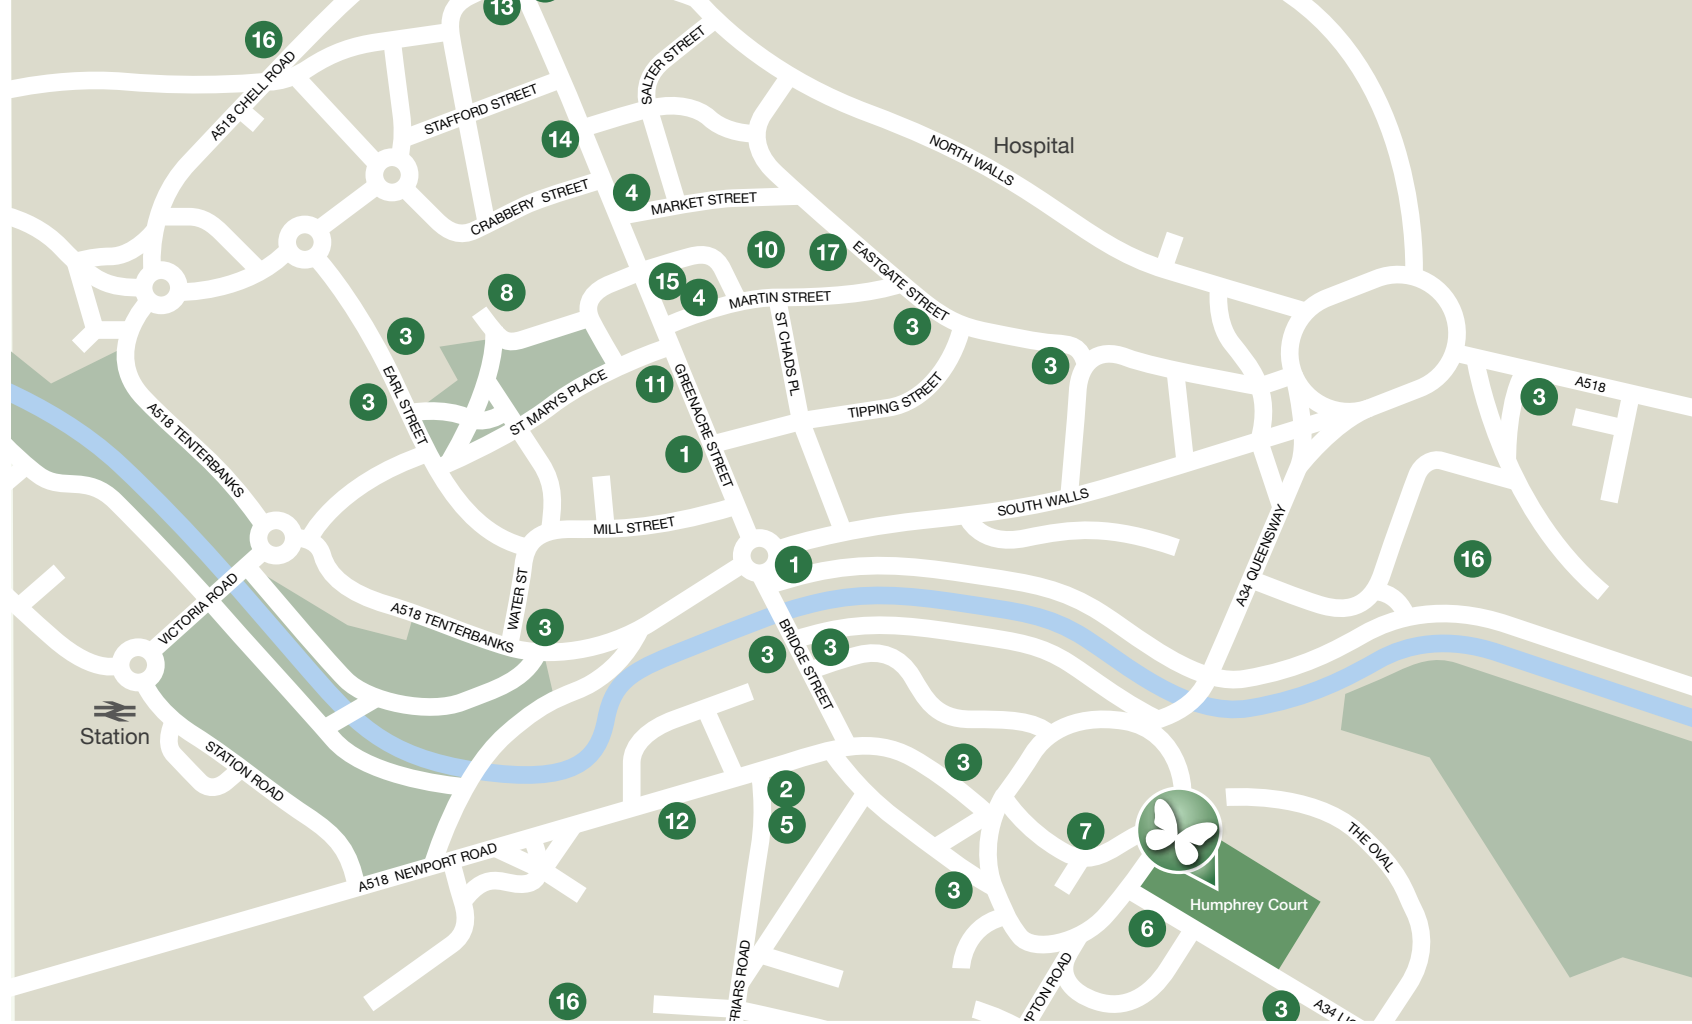 13
16
SALTER STREET
A518 CHELL ROAD
STAFFORD STREET
14
Hospital
NORTH WALLS
4
CRABBERY STREET
MARKET STREET
10
17
EASTGATE STREET
15
4
8
MARTIN STREET
3
3
ST CHADS PL
3
11
GREENACRE STREET
3
EARL STREET
ST MARYS PLACE
TIPPING STREET
A518
3
A518 TENTERBANKS
1
SOUTH WALLS
MILL STREET
1
A34 QUEENSWAY
16
VICTORIA ROAD
A518 TENTERBANKS
WATER ST
3
3
3
BRIDGE STREET
Station
STATION ROAD
3
2
5
12
7
THE OVAL
A518 NEWPORT ROAD
3
Humphrey Court
6
FRIARS ROAD
16
3